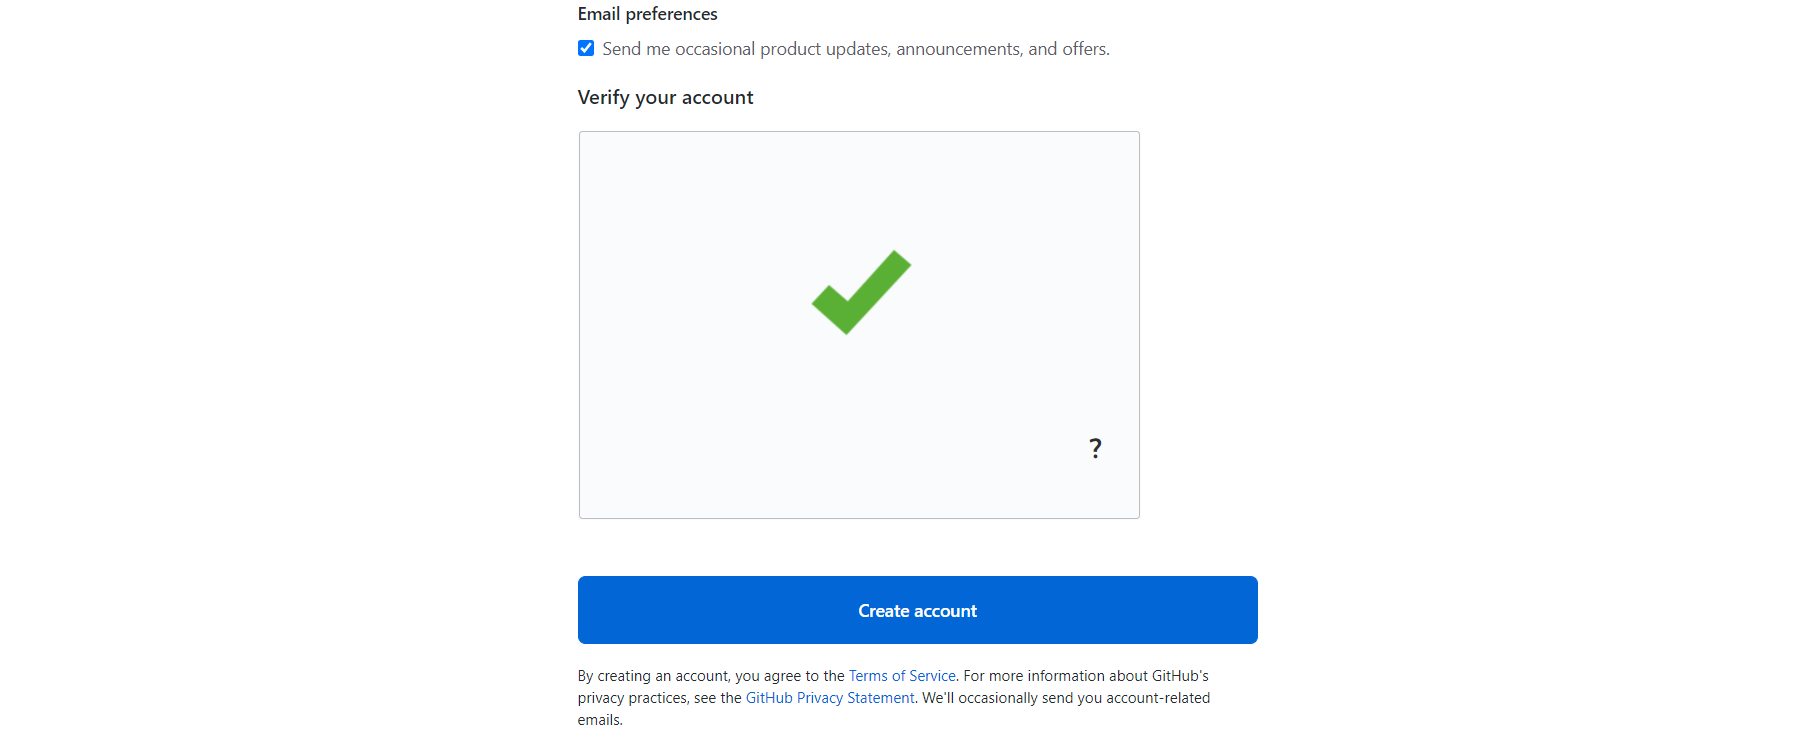 Email preferences
Send me occasional product updates, announcements, and offers.
Verify your account
?
Create account
By creating an account, you agree to the Terms of Service. For more information about GitHub's
privacy practices, see the GitHub Privacy Statement. We'll occasionally send you account-related
emails.